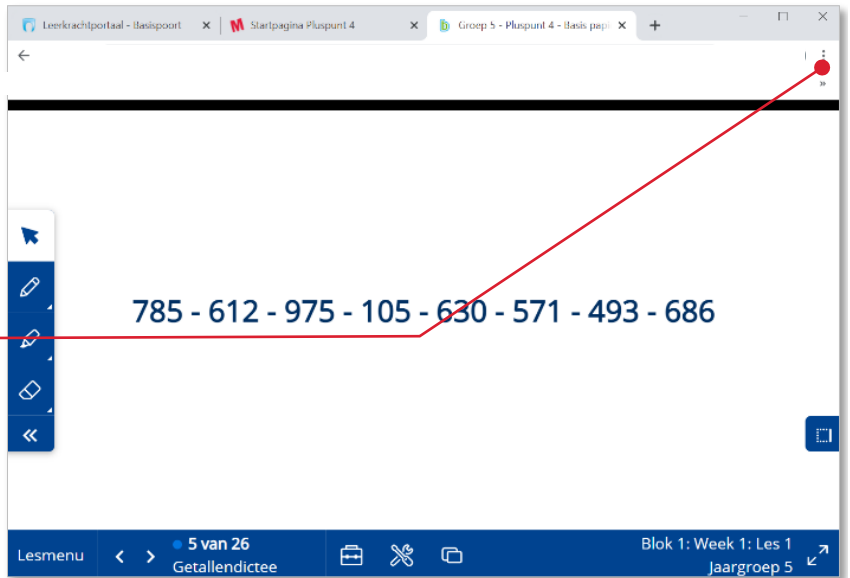 Leerkrachtportaal - Basispoort
Startpagina Pluspunt 4
Groep 5 - Pluspunt 4 - Basis papi
785 - 612 - 975 - 105 - 630 - 571 - 493 - 686
Lesmenu
5 van 26
Getallendictee
Blok 1: Week 1: Les 1
Jaargroep 5